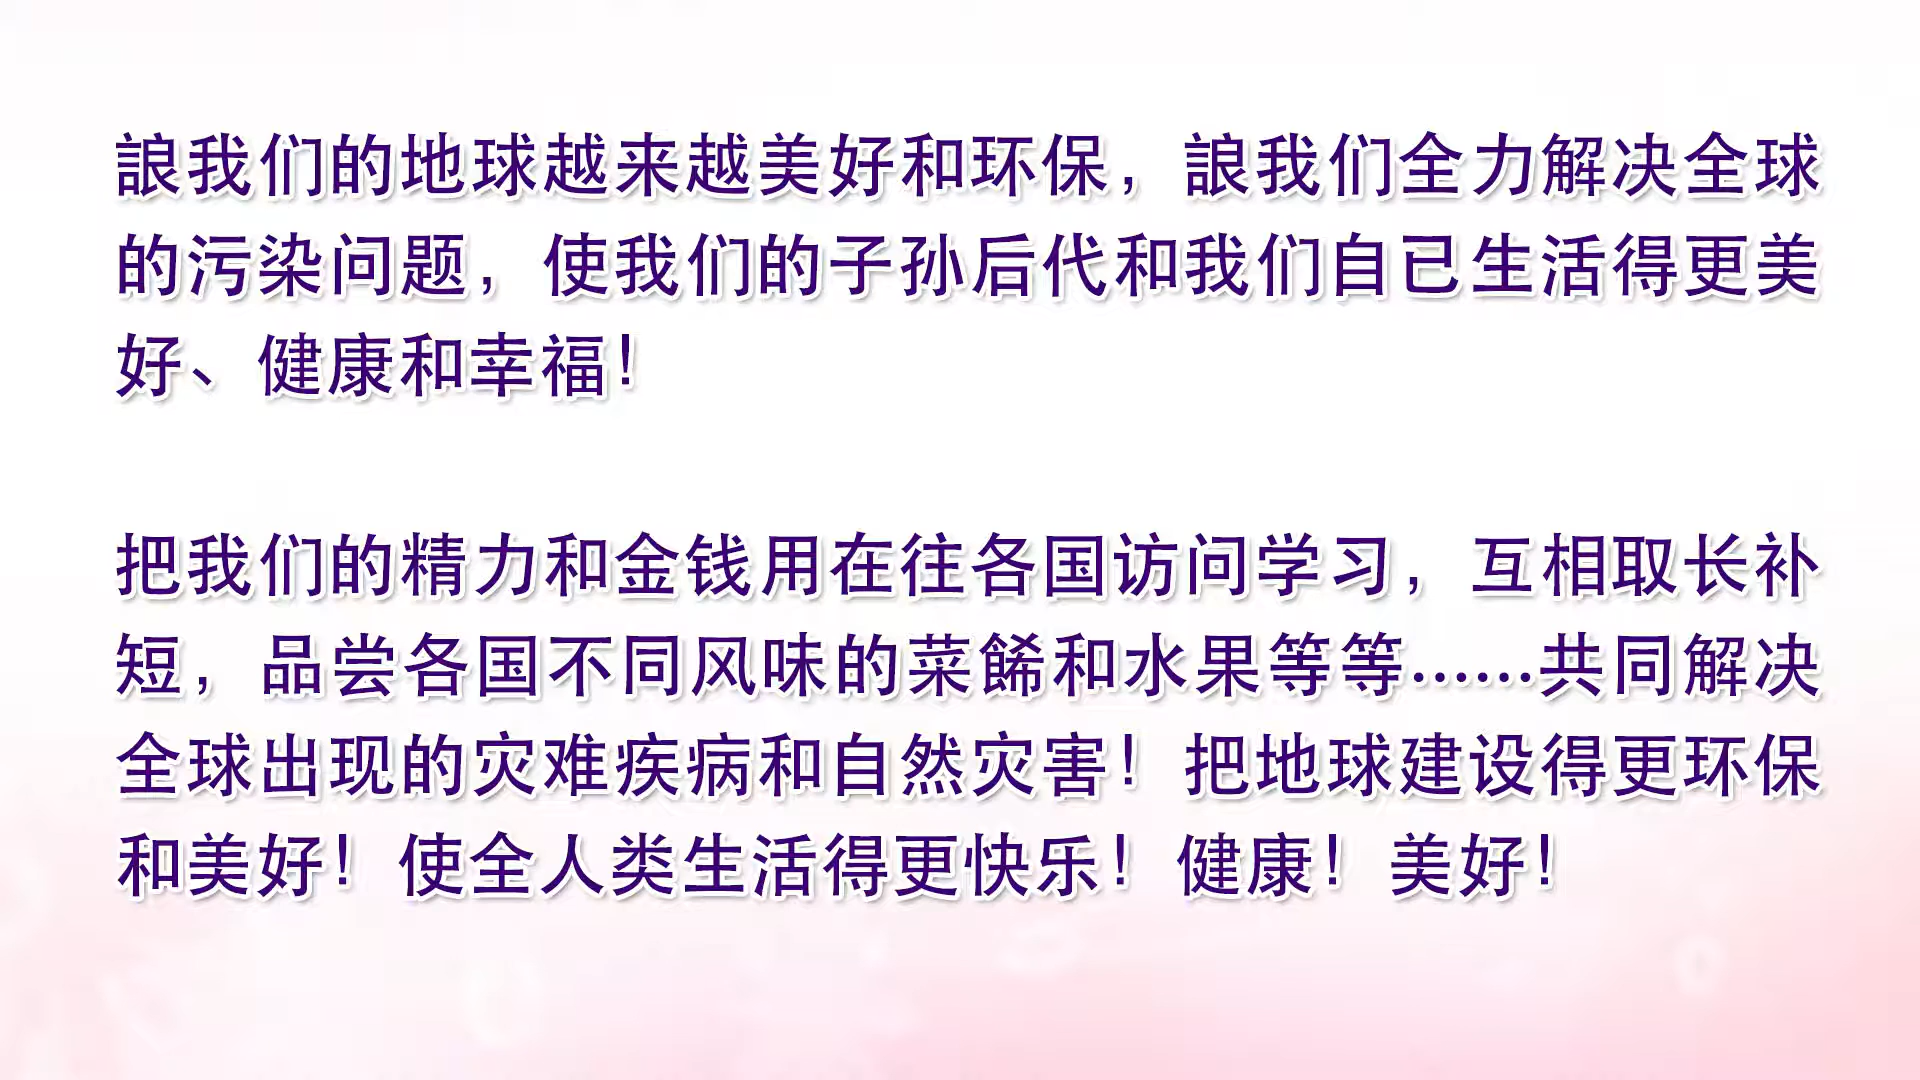 誏我们的地球越来越美好和环保，誏我们全力解决全球
的污染问题，使我们的子孙后代和我们自己生活得更美
好、健康和幸福！
把我们的精力和金钱用在往各国访问学习，互相取长补
短，品尝各国不同风味的菜餙和水果等等......共同解决
全球出现的灾难疾病和自然灾害！把地球建设得更环保
和美好！使全人类生活得更快乐！健康！美好！